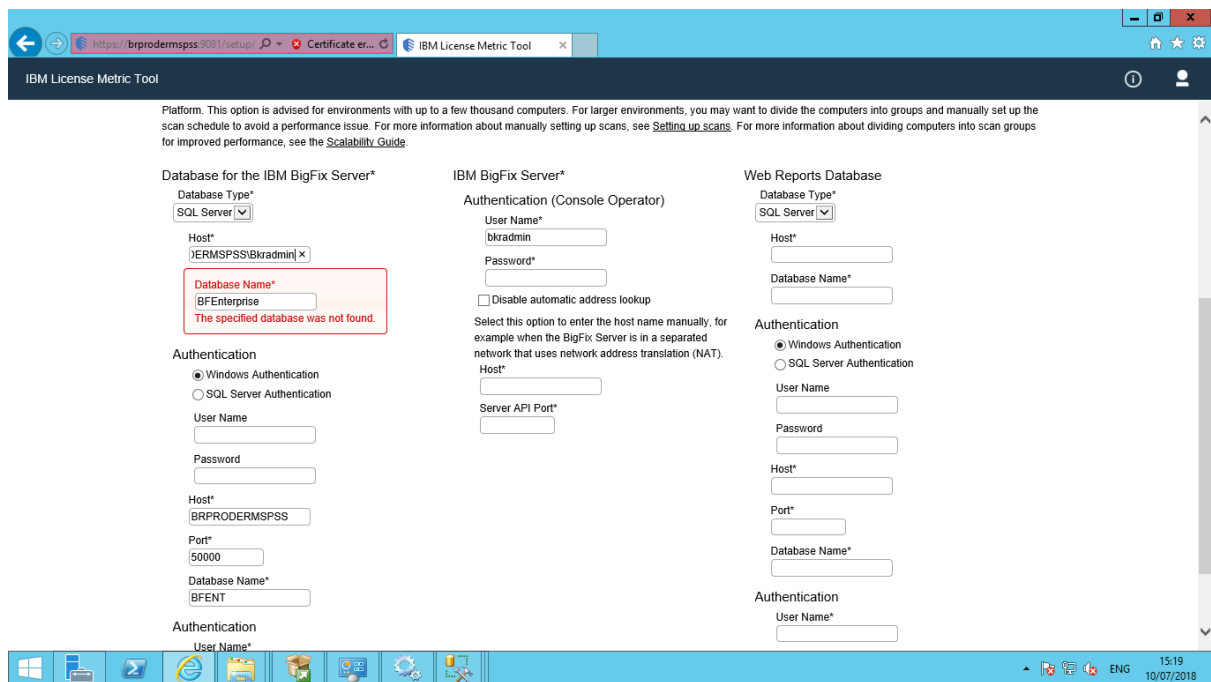 https://brprodermspss:9081/setup/
Certificate er...
IBM License Metric Tool
IBM License Metric Tool
Platform. This option is advised for environments with up to a few thousand computers. For larger environments, you may want to divide the computers into groups and manually set up the
scan schedule to avoid a performance issue. For more information about manually setting up scans, see Setting up scans. For more information about dividing computers into scan groups
for improved performance, see the Scalability Guide.
Database for the IBM BigFix Server*
Database Type*
SQL Server
Host*
DERMSPSS\Bkradmin
Database Name*
BFEnterprise
The specified database was not found.
Authentication
Windows Authentication
SQL Server Authentication
User Name
Password
Host*
BRPRODERMSPSS
Port*
50000
Database Name*
BFENT
Authentication
User Name*
IBM BigFix Server*
Authentication (Console Operator)
User Name*
bkradmin
Password*
Disable automatic address lookup
Select this option to enter the host name manually, for
example when the BigFix Server is in a separated
network that uses network address translation (NAT).
Host*
Server API Port*
Web Reports Database
Database Type*
SQL Server
Host*
Database Name*
Authentication
Windows Authentication
SQL Server Authentication
User Name
Password
Host*
Port*
Database Name*
Authentication
User Name*
ENG
15:19
10/07/2018